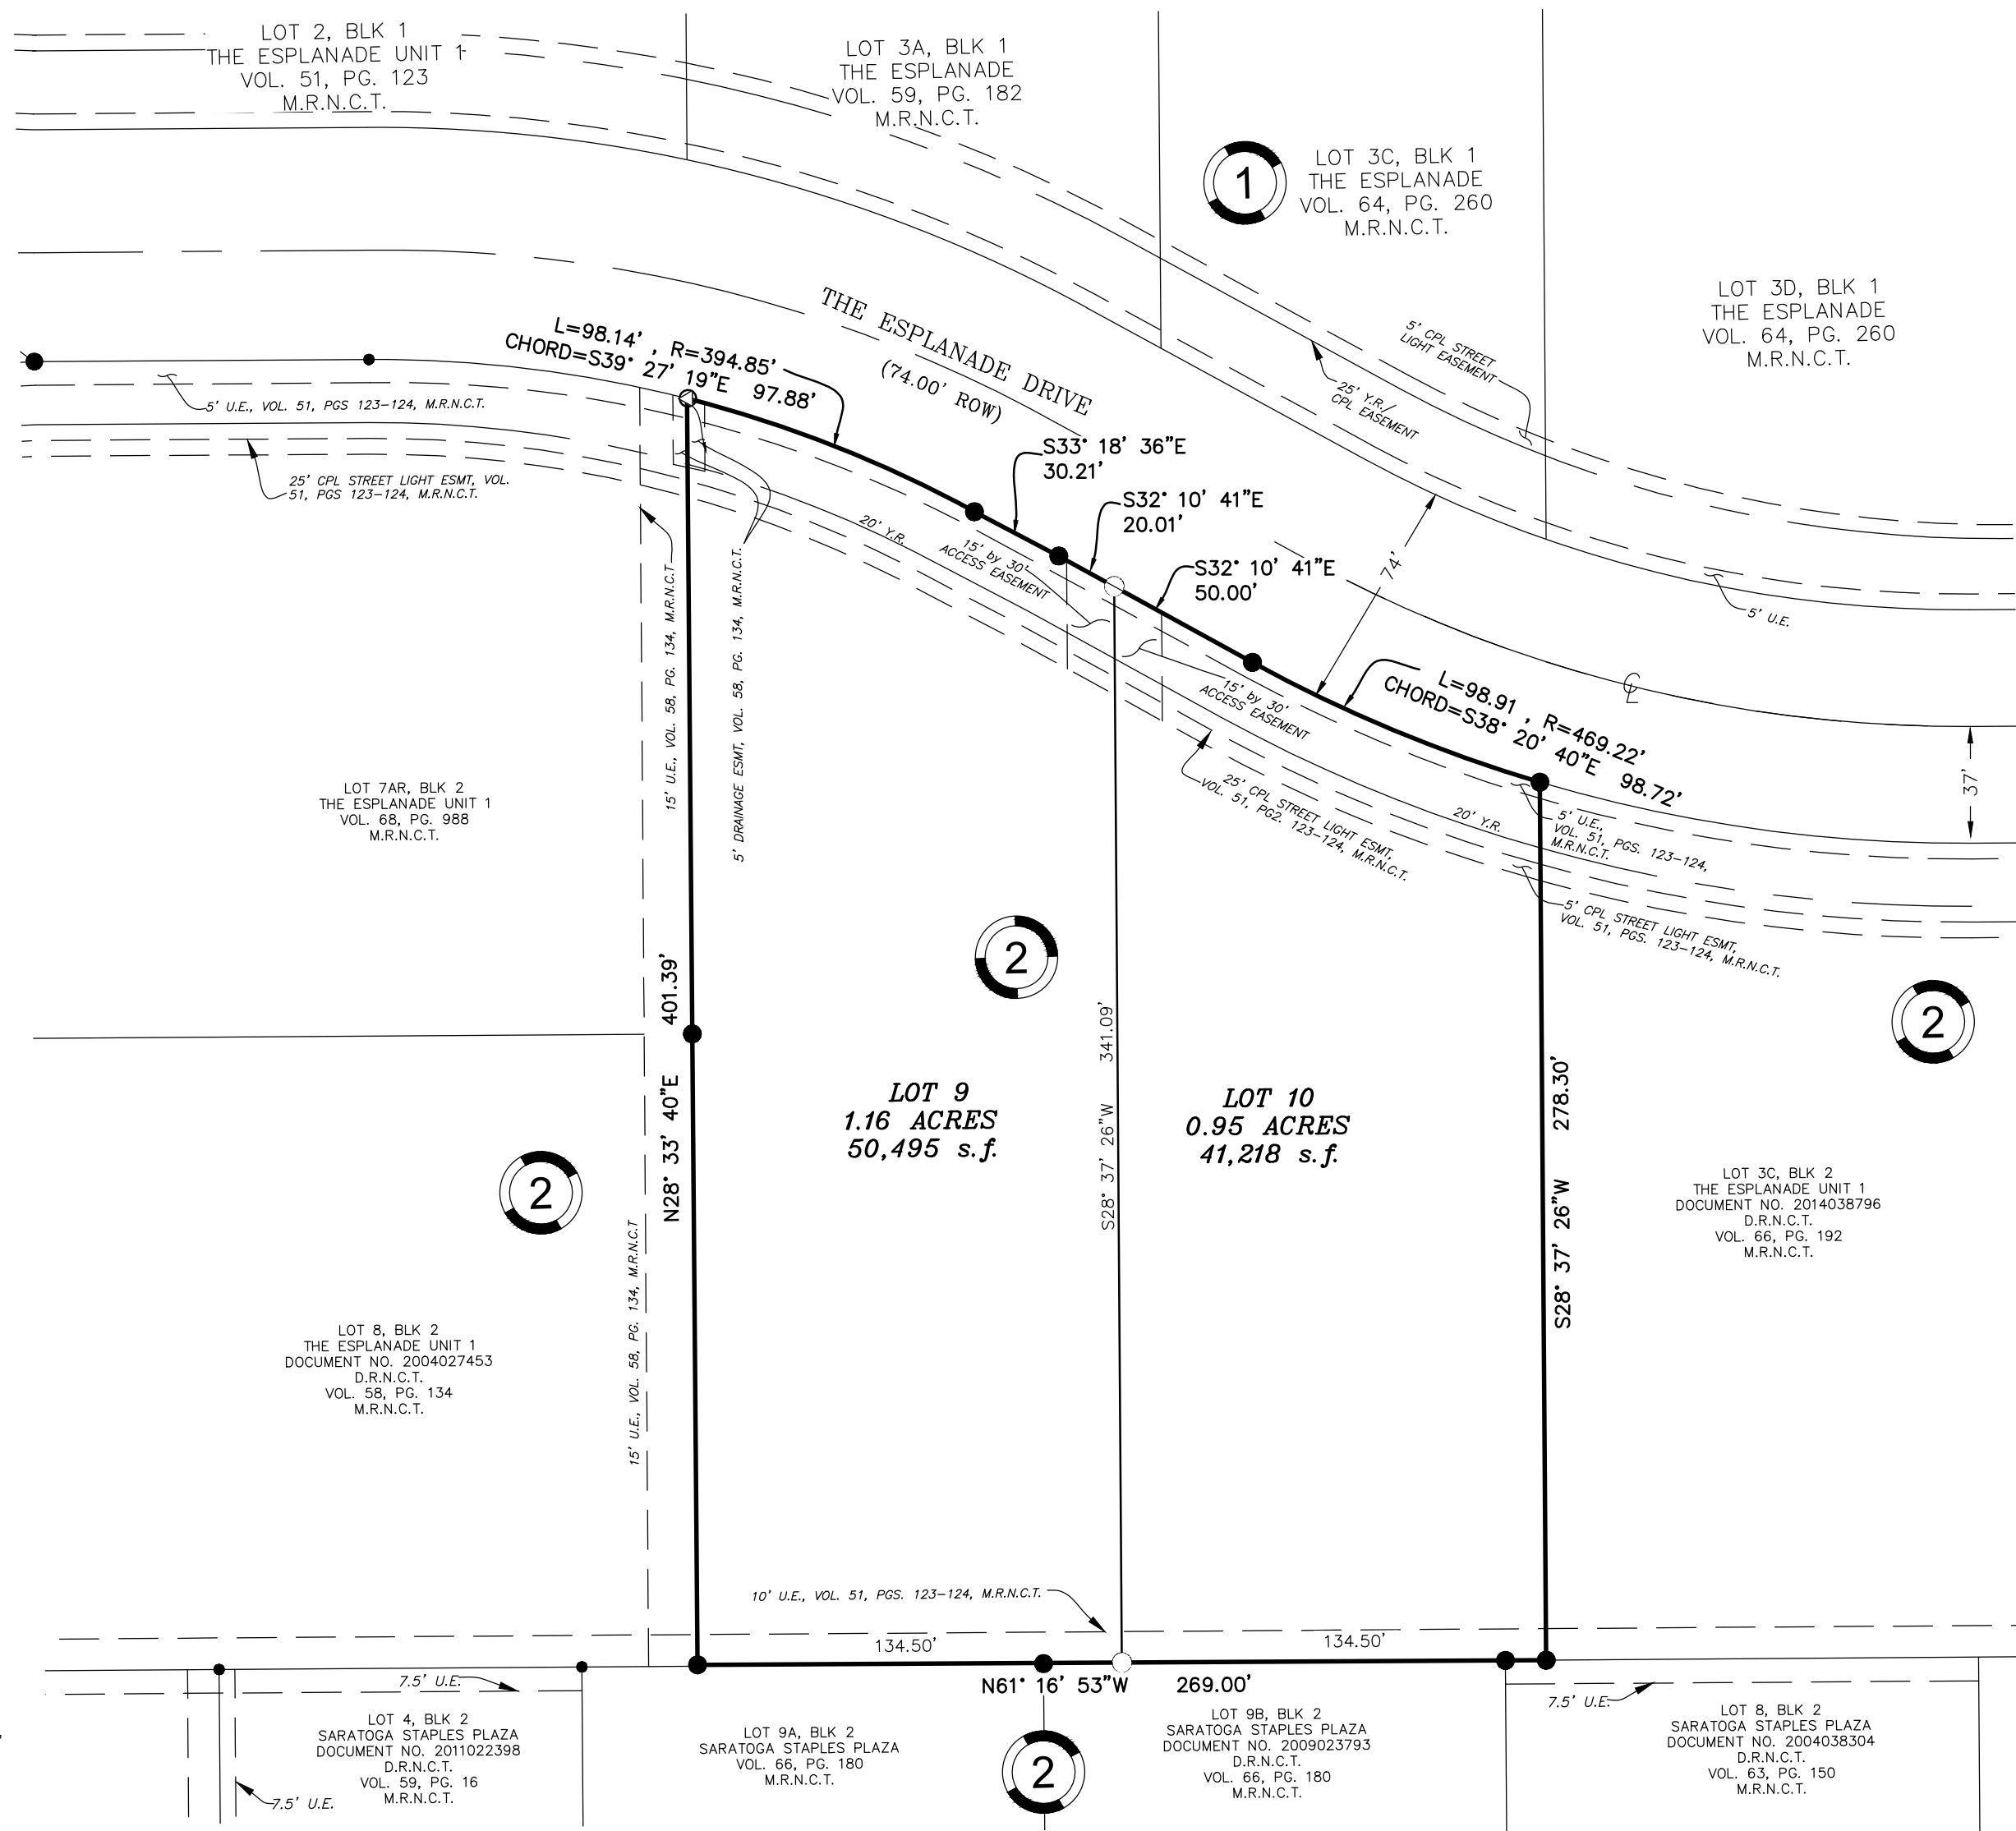 LOT 2, BLK 1
THE ESPLANADE UNIT 1
VOL. 51, PG. 123
M.R.N.C.T.
LOT 3A, BLK 1
THE ESPLANADE
VOL. 59, PG. 182
M.R.N.C.T.
1
LOT 3C, BLK 1
THE ESPLANADE
VOL. 64, PG. 260
M.R.N.C.T.
LOT 3D, BLK 1
THE ESPLANADE
VOL. 64, PG. 260
M.R.N.C.T.
THE ESPLANADE DRIVE
(74.00' ROW)
L=98.14' , R=394.85'
CHORD=S39° 27' 19"E 97.88'
5' CPL STREET
LIGHT EASEMENT
25' Y.R./
CPL EASEMENT
5' U.E., VOL. 51, PGS 123-124, M.R.N.C.T.
25' CPL STREET LIGHT ESMT, VOL.
51, PGS 123-124, M.R.N.C.T.
S33° 18' 36"E
30.21'
S32° 10' 41"E
20.01'
S32° 10' 41"E
50.00'
20' Y.R.
15' by 30'
ACCESS EASEMENT
74'
5' U.E.
15' U.E., VOL. 58, PG. 134, M.R.N.C.T
5' DRAINAGE ESMT, VOL. 58, PG. 134, M.R.N.C.T.
15' by 30'
ACCESS EASEMENT
L=98.91 , R=469.22'
CHORD=S38° 20' 40"E 98.72'
℄
37'
25' CPL STREET LIGHT ESMT,
VOL. 51, PG2. 123-124, M.R.N.C.T.
20' Y.R.
5' U.E.,
VOL. 51, PGS. 123-124,
M.R.N.C.T.
5' CPL STREET LIGHT ESMT,
VOL. 51, PGS. 123-124, M.R.N.C.T.
LOT 7AR, BLK 2
THE ESPLANADE UNIT 1
VOL. 68, PG. 988
M.R.N.C.T.
2
2
2
N28° 33' 40"E 401.39'
LOT 9
1.16 ACRES
50,495 s.f.
S28° 37' 26"W 341.09'
LOT 10
0.95 ACRES
41,218 s.f.
S28° 37' 26"W 278.30'
LOT 3C, BLK 2
THE ESPLANADE UNIT 1
DOCUMENT NO. 2014038796
D.R.N.C.T.
VOL. 66, PG. 192
M.R.N.C.T.
LOT 8, BLK 2
THE ESPLANADE UNIT 1
DOCUMENT NO. 2004027453
D.R.N.C.T.
VOL. 58, PG. 134
M.R.N.C.T.
15' U.E., VOL. 58, PG. 134, M.R.N.C.T
10' U.E., VOL. 51, PGS. 123-124, M.R.N.C.T.
134.50'
134.50'
N61° 16' 53"W 269.00'
7.5' U.E.
7.5' U.E.
7.5' U.E.
LOT 4, BLK 2
SARATOGA STAPLES PLAZA
DOCUMENT NO. 2011022398
D.R.N.C.T.
VOL. 59, PG. 16
M.R.N.C.T.
LOT 9A, BLK 2
SARATOGA STAPLES PLAZA
VOL. 66, PG. 180
M.R.N.C.T.
2
LOT 9B, BLK 2
SARATOGA STAPLES PLAZA
DOCUMENT NO. 2009023793
D.R.N.C.T.
VOL. 66, PG. 180
M.R.N.C.T.
LOT 8, BLK 2
SARATOGA STAPLES PLAZA
DOCUMENT NO. 2004038304
D.R.N.C.T.
VOL. 63, PG. 150
M.R.N.C.T.